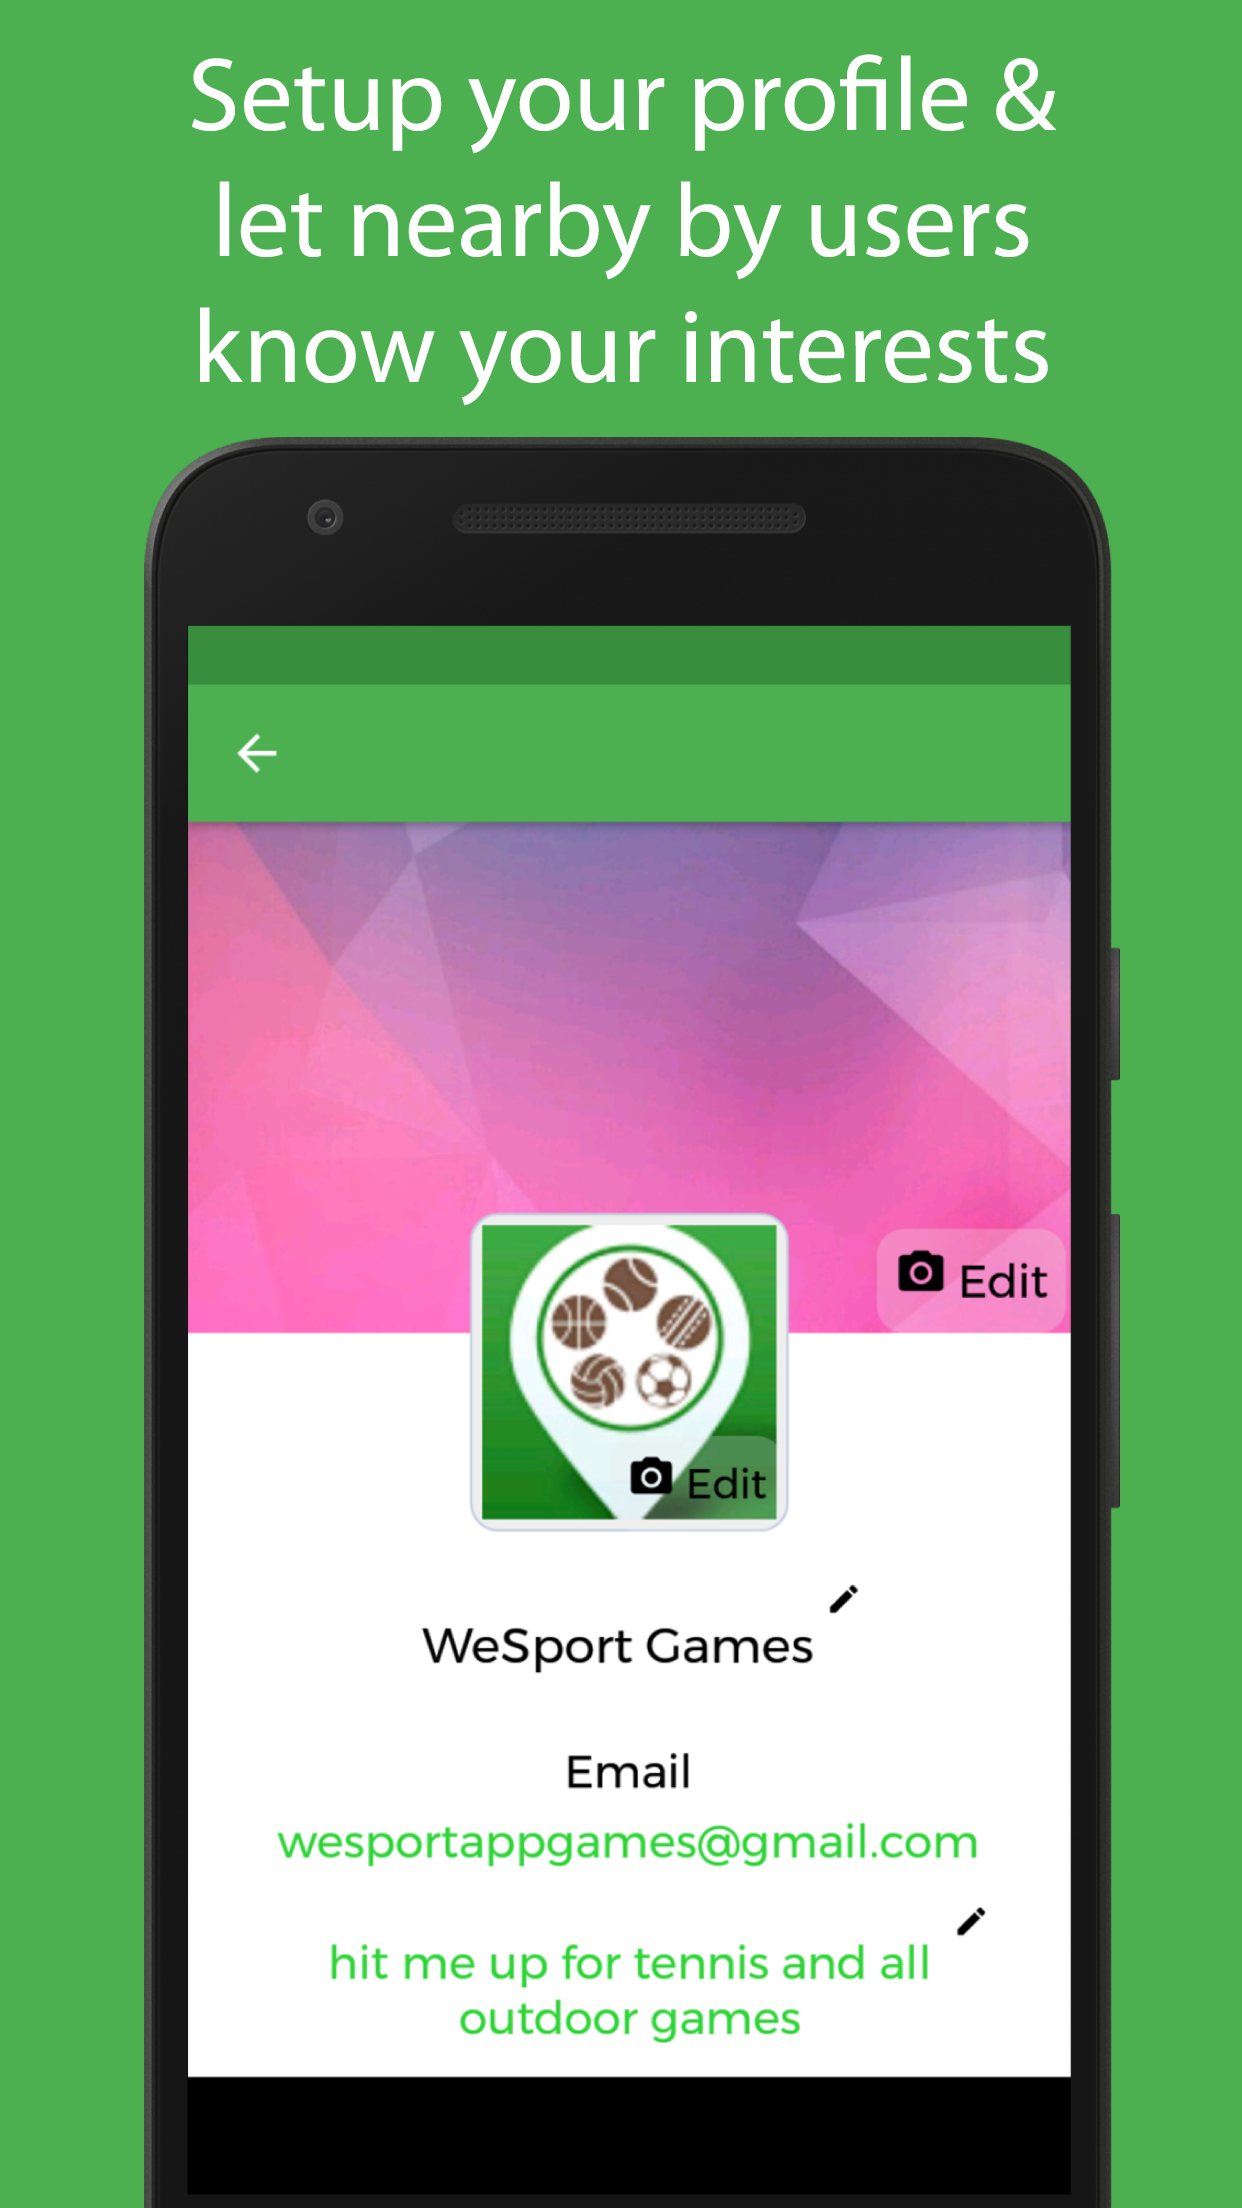 Setup your profile &
let nearby by users
know your interests
Edit
Edit
WeSport Games
Email
wesportappgames@gmail.com
hit me up for tennis and all
outdoor games